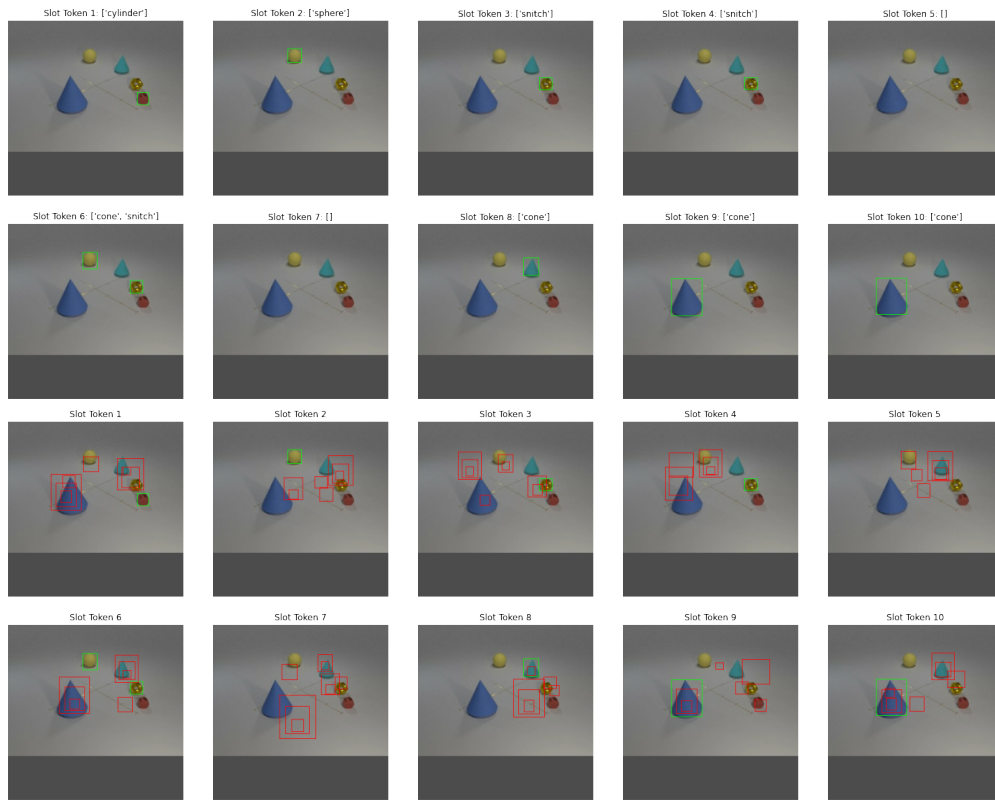 Slot Token 1: ['cylinder']
Slot Token 2: ['sphere']
Slot Token 3: ['snitch']
Slot Token 4: ['snitch']
Slot Token 5: []
Slot Token 6: ['cone', 'snitch']
Slot Token 7: []
Slot Token 8: ['cone']
Slot Token 9: ['cone']
Slot Token 10: ['cone']
Slot Token 1
Slot Token 2
Slot Token 3
Slot Token 4
Slot Token 5
Slot Token 6
Slot Token 7
Slot Token 8
Slot Token 9
Slot Token 10